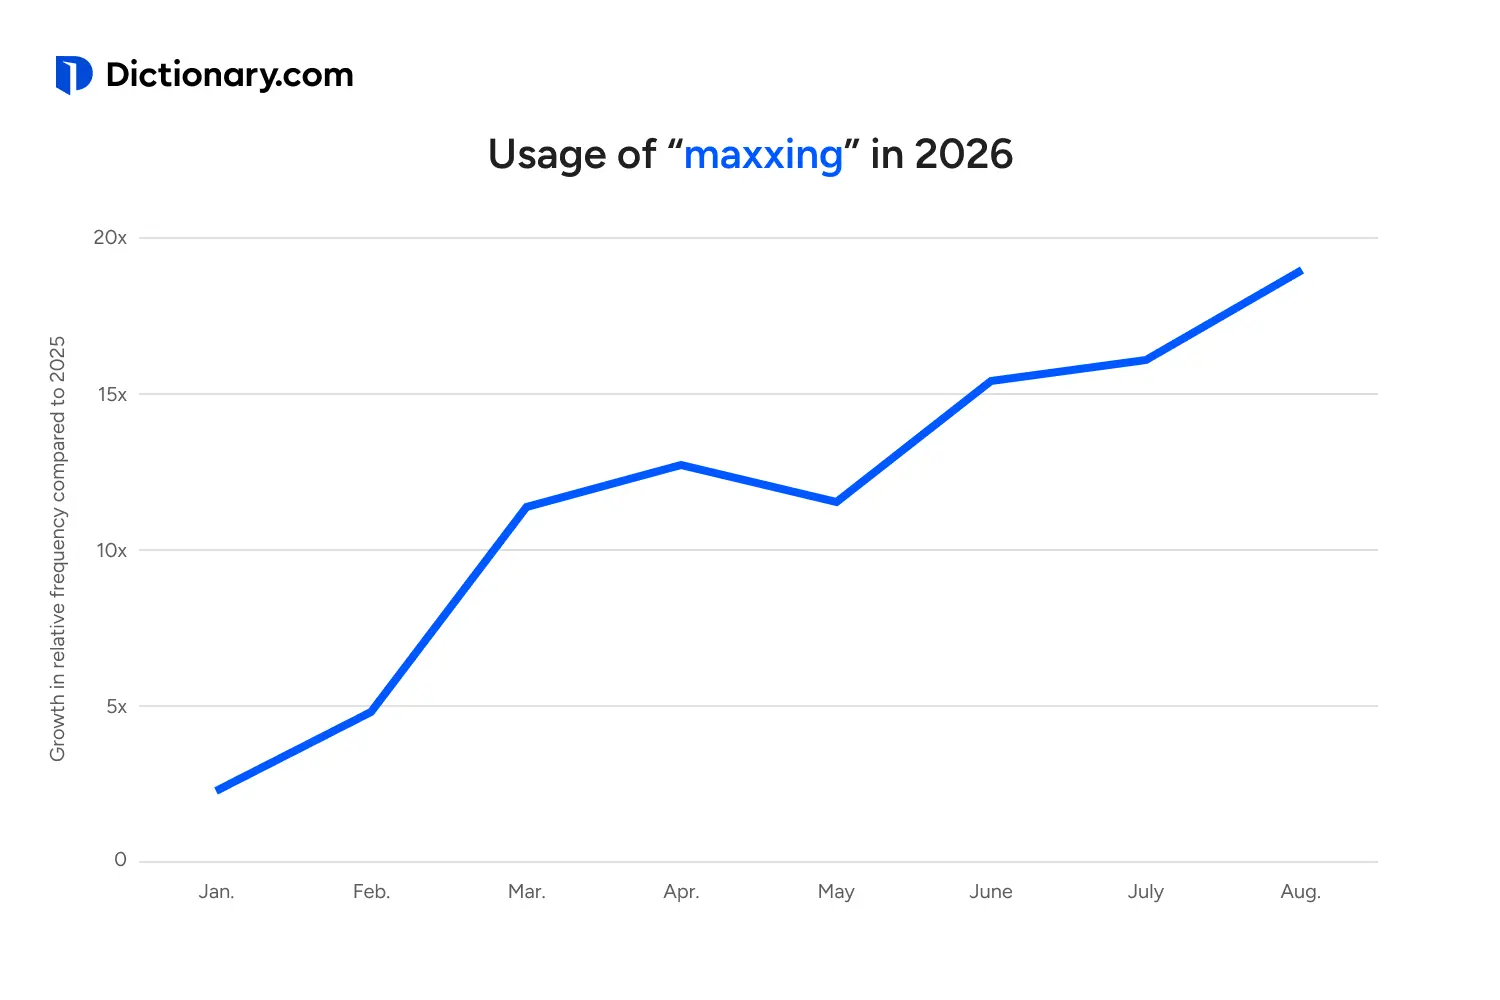 Dictionary.com
Usage of “maxxing” in 2026
Growth in relative frequency compared to 2025
20x
15x
10x
5x
0
Jan. Feb. Mar. Apr. May June July Aug.